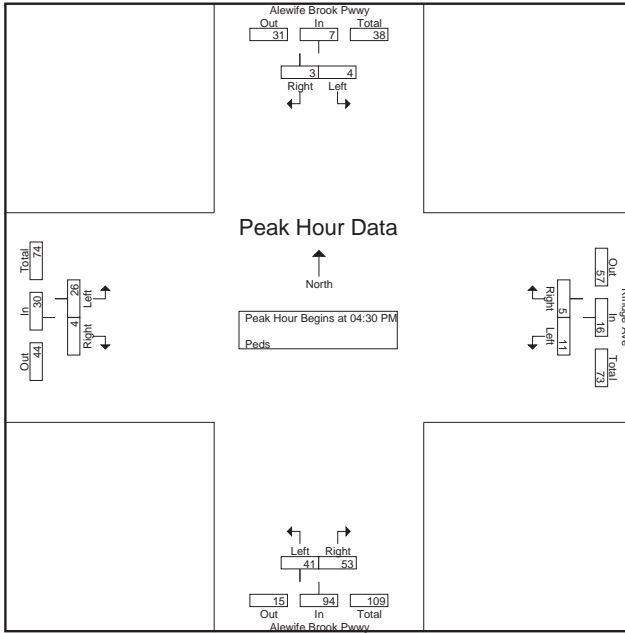 Alewife Brook Pwwy
Out In Total
31 7 38
3 4
Right Left
Peak Hour Data
North
Peak Hour Begins at 04:30 PM
Peds
Total
74
In
30
Out
44
Left
26
Right
4
Out
57
In
16
Total
73
Right
5
Left
11
Left Right
41 53
15 94 109
Out In Total
Alewife Brook Pwwy